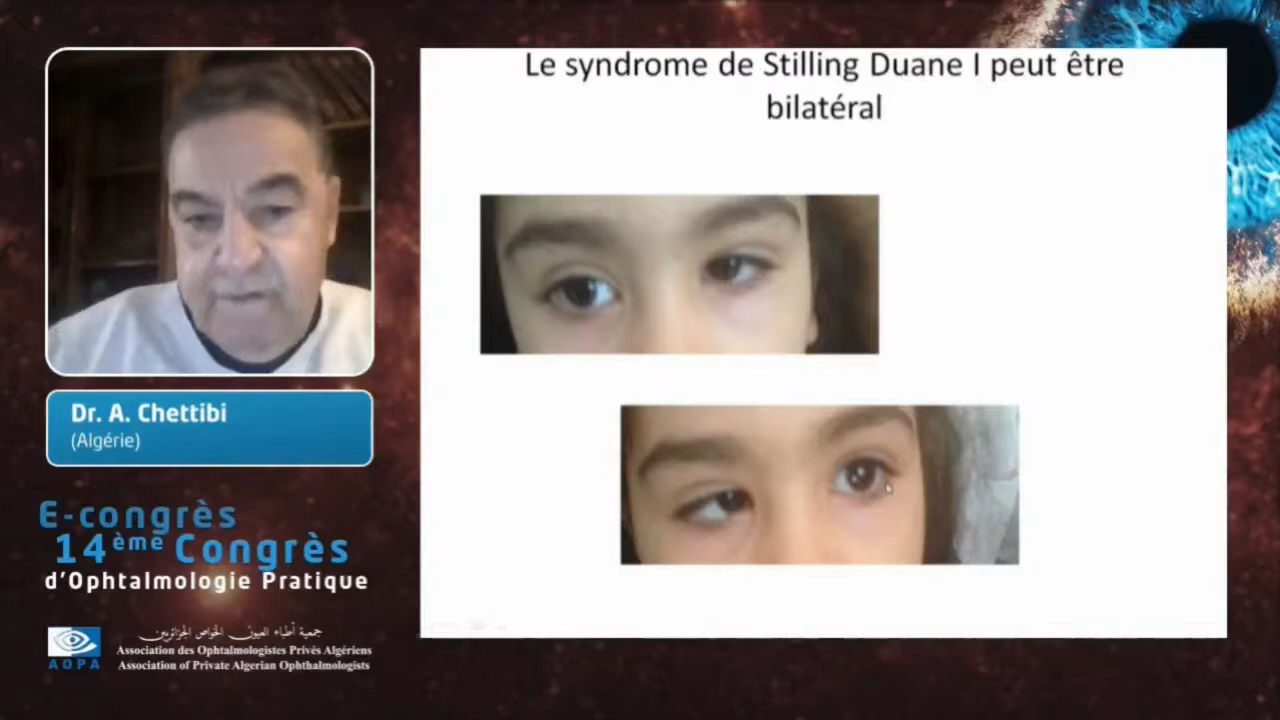 Le syndrome de Stilling Duane I peut être
bilatéral
Dr. A. Chettibi
(Algérie)
E-congrès
14ème Congrès
d'Ophtalmologie Pratique
جمعية أطباء العيون الخواص الجزائريين
Association des Ophtalmologistes Privés Algériens
Association of Private Algerian Ophthalmologists
AOPA